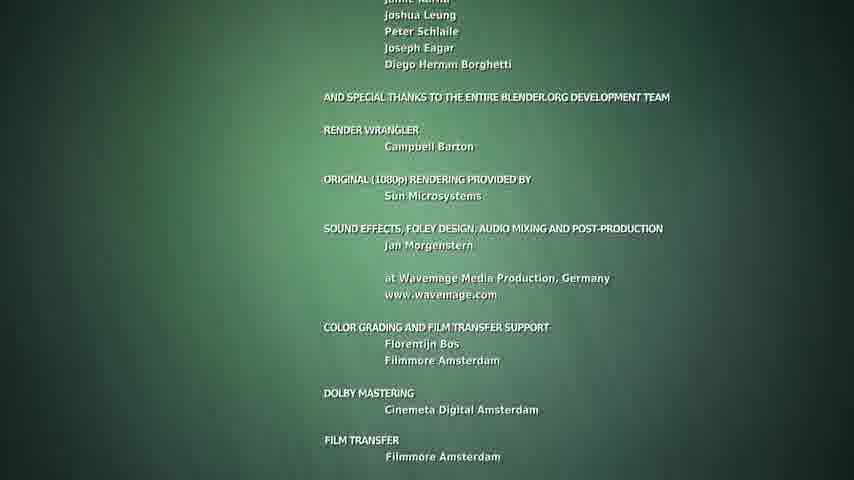 Joshua Leung
Peter Schlaile
Joseph Eagar
Diego Hernan Borghetti
AND SPECIAL THANKS TO THE ENTIRE BLENDER.ORG DEVELOPMENT TEAM
RENDER WRANGLER
Campbell Barton
ORIGINAL (1080p) RENDERING PROVIDED BY
Sun Microsystems
SOUND EFFECTS, FOLEY DESIGN, AUDIO MIXING AND POST-PRODUCTION
Jan Morgenstern
at Wavemage Media Production, Germany
www.wavemage.com
COLOR GRADING AND FILM TRANSFER SUPPORT
Florentijn Bos
Filmmore Amsterdam
DOLBY MASTERING
Cinemeta Digital Amsterdam
FILM TRANSFER
Filmmore Amsterdam